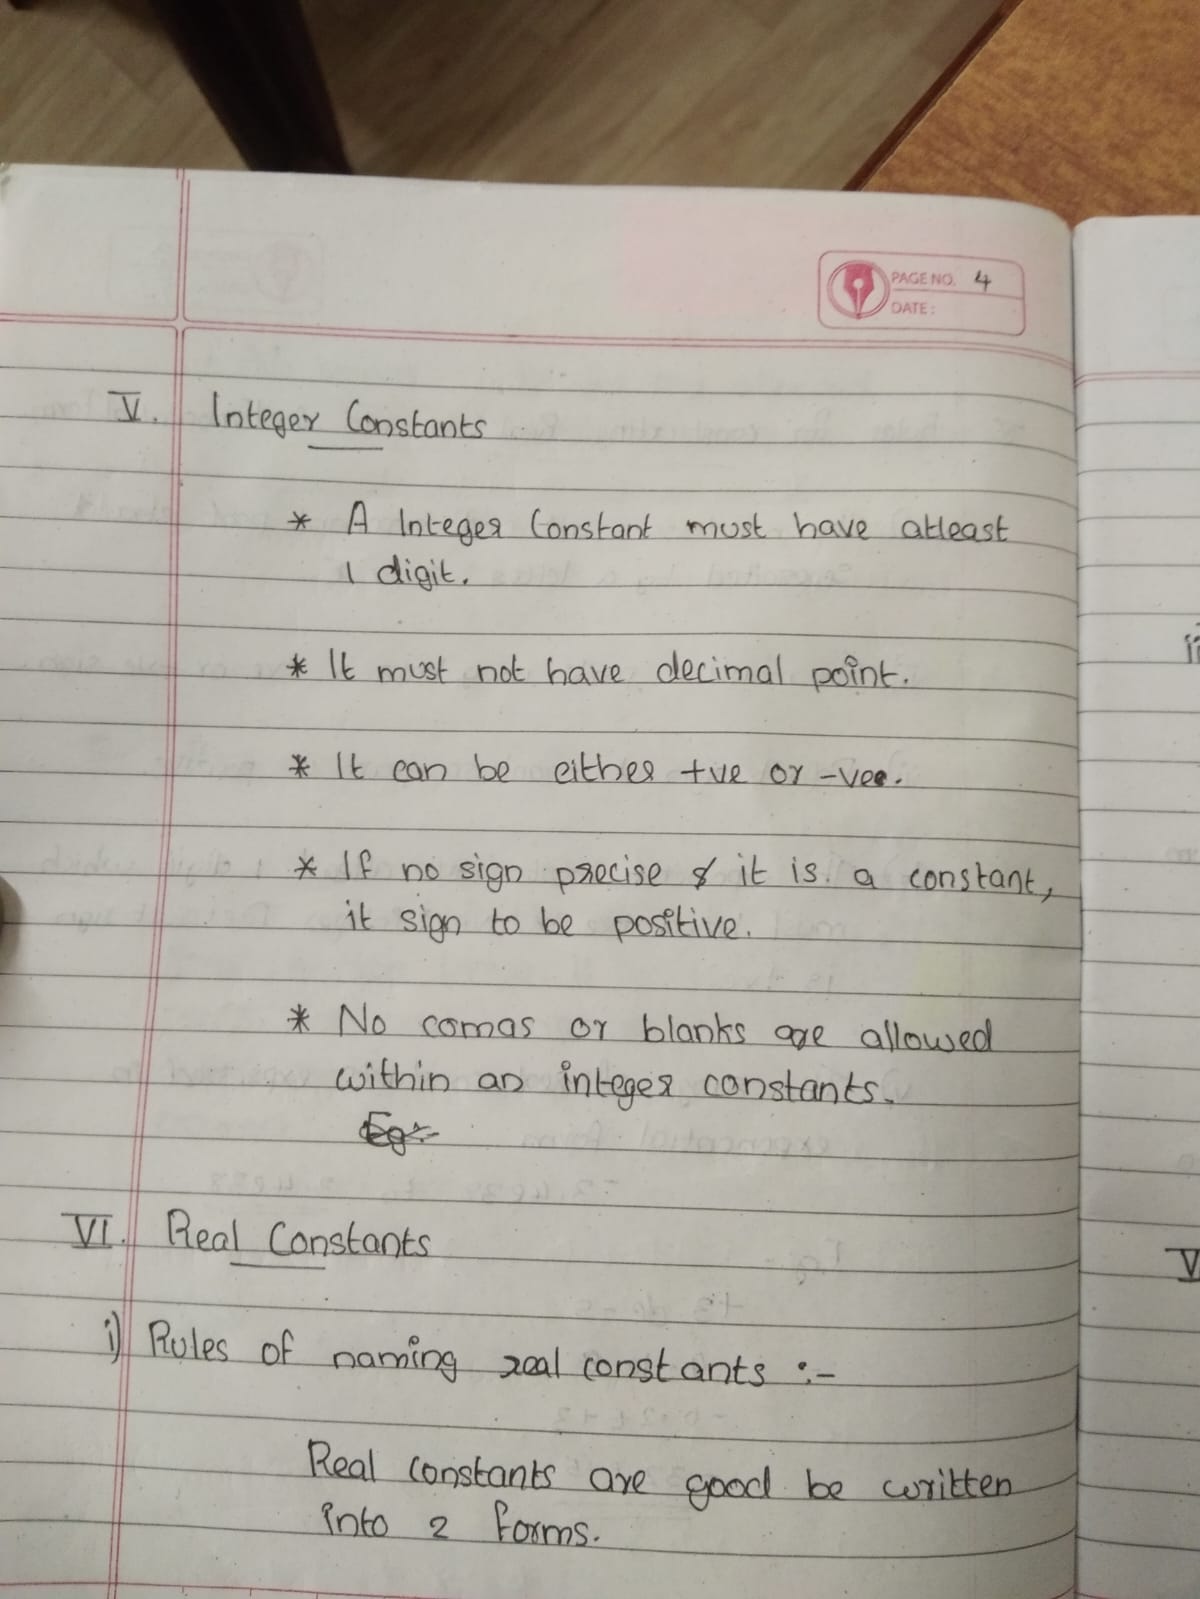 PAGE NO. 4
DATE:
V. Integer Constants
* A Integer Constant must have atleast
1 digit.
* It must not have decimal point.
* It can be either +ve or -vee.
* If no sign precise & it is a constant,
it sign to be positive.
* No comas or blanks are allowed
within an integer constants.
Eg:-
VI. Real Constants
i) Rules of naming real constants :-
Real constants are good be written
into 2 forms.
V